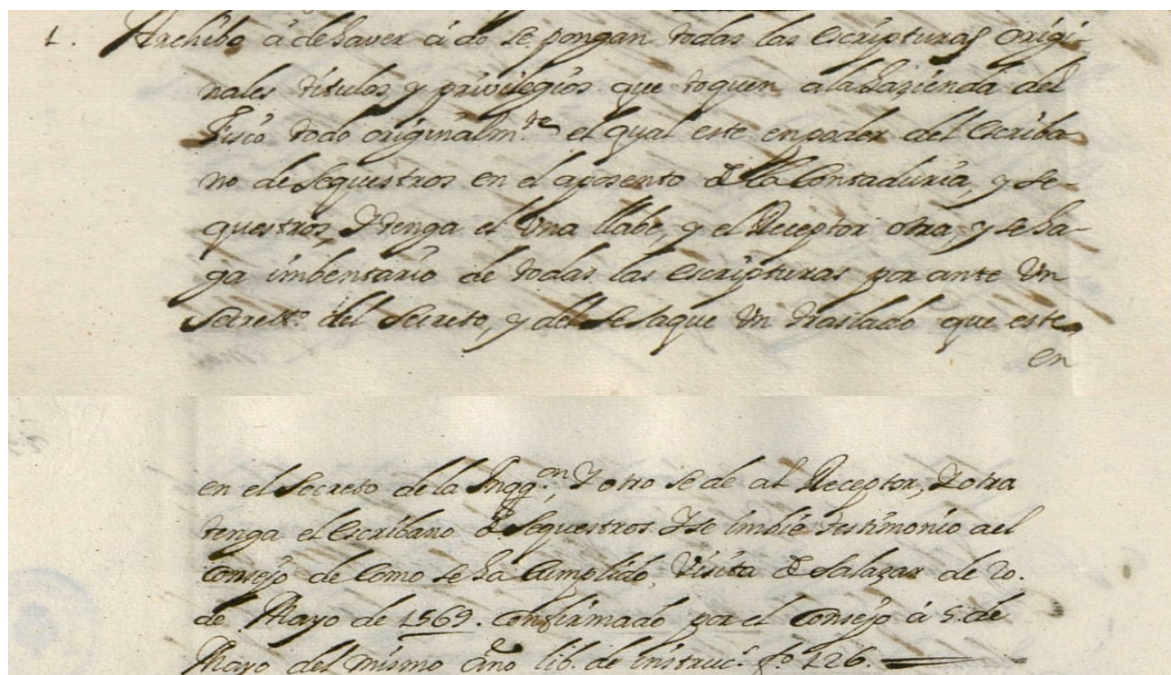 1. Archibo á de haver á do se pongan todas las escripturas origi-
nales titulos y privilegios que toquen ala hazienda del
Fisco todo originalm.te el qual este en poder del escriba-
no de sequestros en el aposento de la Contaduria, y se-
questros, y tenga el una llabe, y el Receptor otra, y se ha-
ga imbentario de todas las escripturas por ante un
secret.o del secreto, y del se saque un traslado que este
en
en el secreto de la Inqq.on, y otro se de al Receptor, y otra
tenga el escribano de sequestros y se imbie testimonio ael
consejo de como se ha cumplido, visita de Salazar de 20.
de Mayo de 1569. confirmado por el consejo á 5. de
Mayo del mismo año lib. de instruc.s fo. 126.